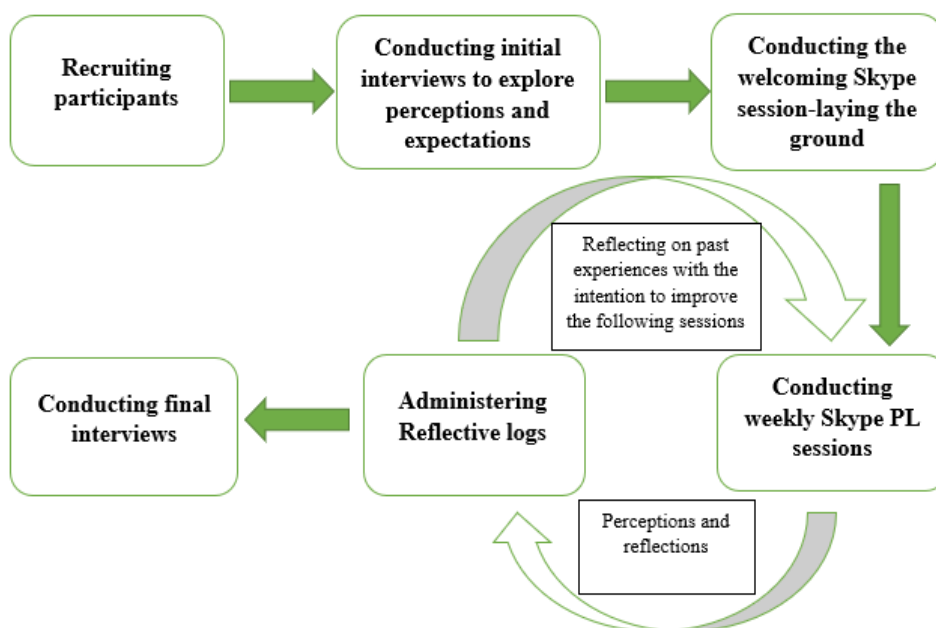 Recruiting
participants
Conducting initial
interviews to explore
perceptions and
expectations
Conducting the
welcoming Skype
session-laying the
ground
Reflecting on past
experiences with the
intention to improve
the following sessions
Conducting
weekly Skype PL
sessions
Perceptions and
reflections
Administering
Reflective logs
Conducting final
interviews